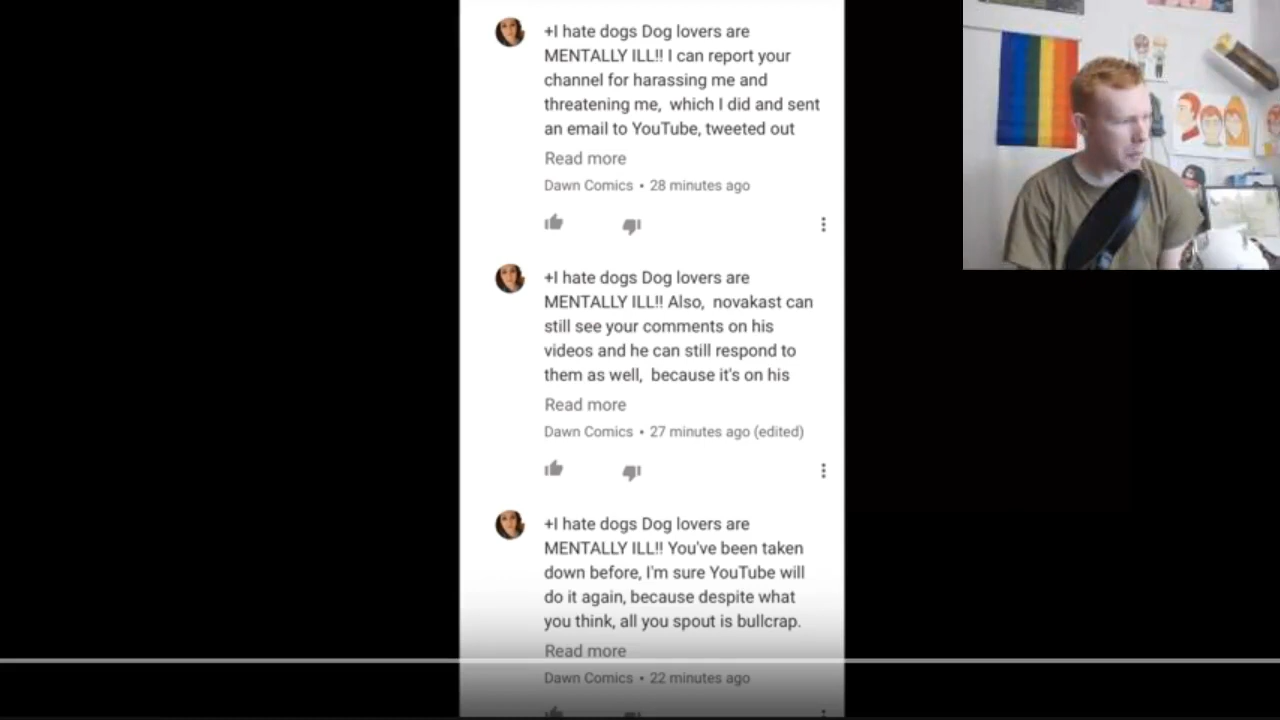 +I hate dogs Dog lovers are
MENTALLY ILL!! I can report your
channel for harassing me and
threatening me,  which I did and sent
an email to YouTube, tweeted out
Read more
Dawn Comics • 28 minutes ago
+I hate dogs Dog lovers are
MENTALLY ILL!! Also,  novakast can
still see your comments on his
videos and he can still respond to
them as well,  because it's on his
Read more
Dawn Comics • 27 minutes ago (edited)
+I hate dogs Dog lovers are
MENTALLY ILL!! You've been taken
down before, I'm sure YouTube will
do it again, because despite what
you think, all you spout is bullcrap.
Read more
Dawn Comics • 22 minutes ago